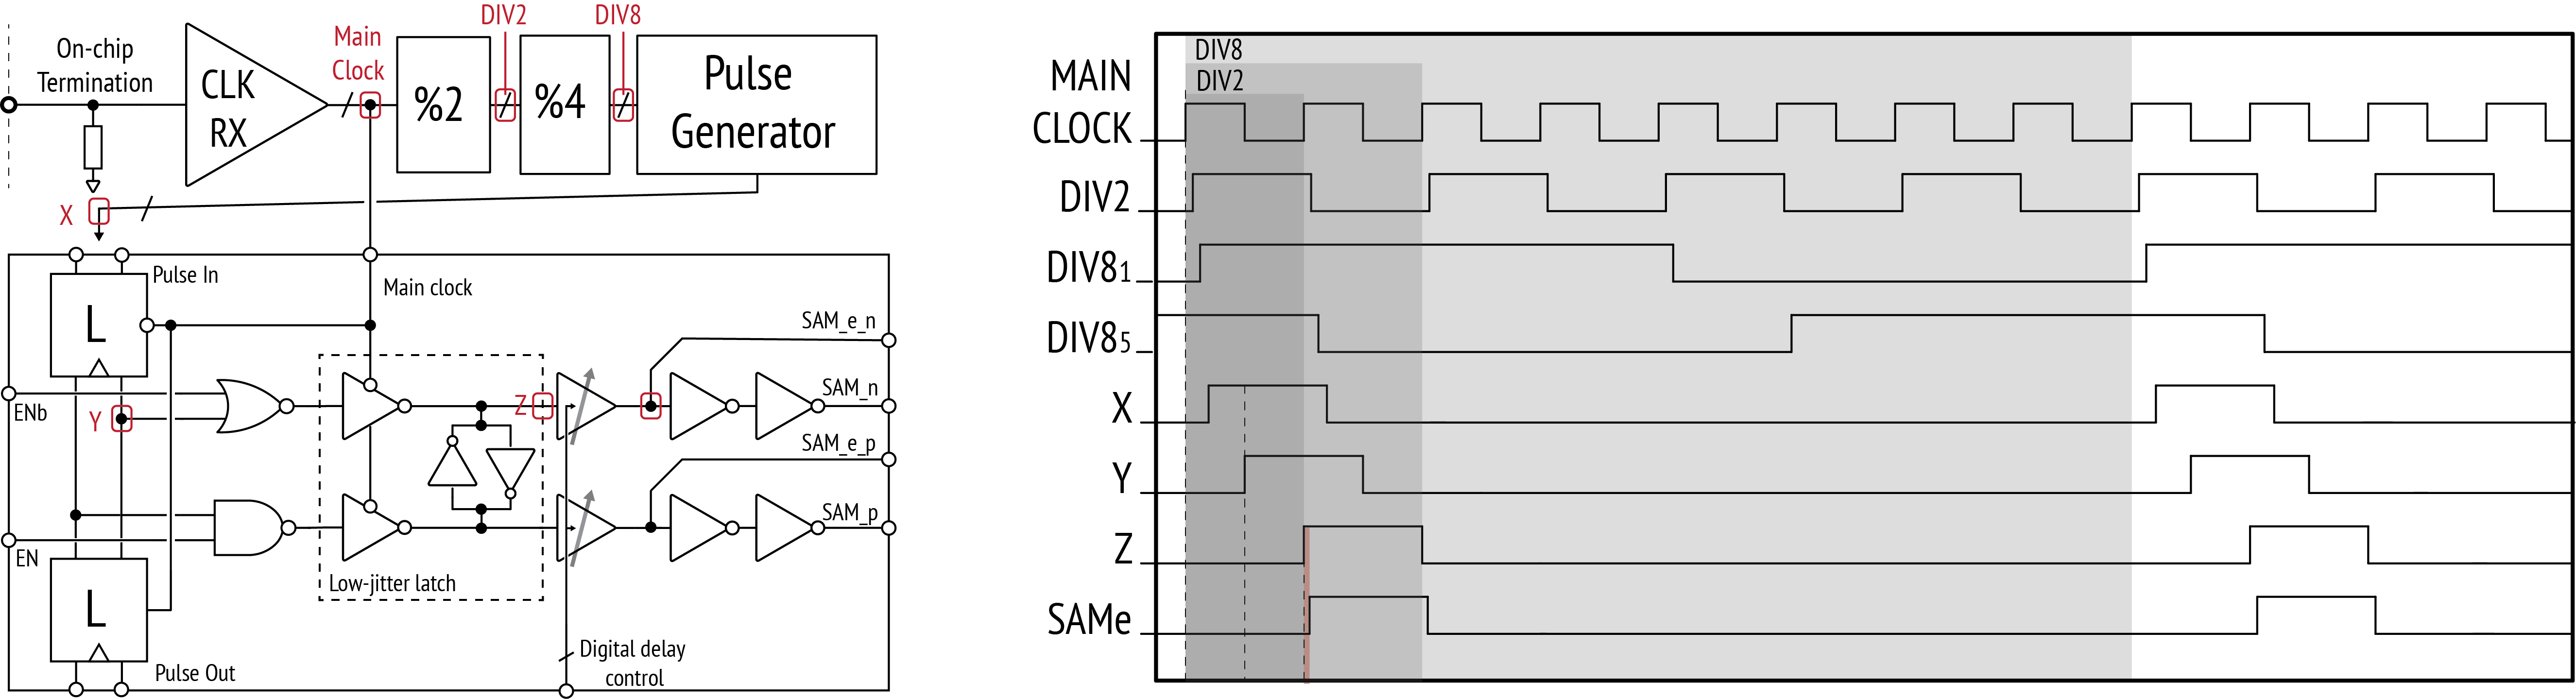 DIV2
DIV8
Main
Clock
On-chip
Termination
CLK
RX
%2
%4
Pulse
Generator
X
Pulse In
L
Main clock
ENb
Y
Z
SAM_e_n
SAM_n
SAM_e_p
SAM_p
EN
Low-jitter latch
L
Pulse Out
Digital delay
control
DIV8
DIV2
MAIN
CLOCK
DIV2
DIV81
DIV85
X
Y
Z
SAMe